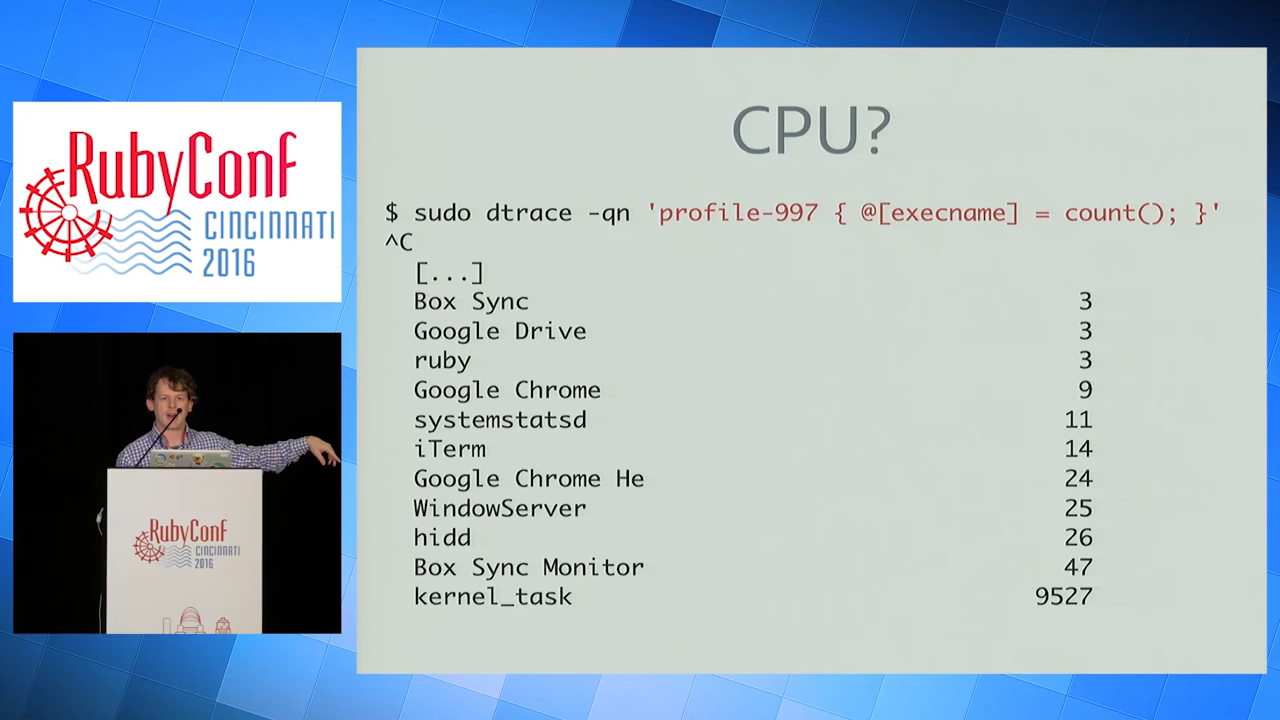 RubyConf
CINCINNATI
2016
RubyConf
CINCINNATI
2016
CPU?
$ sudo dtrace -qn 'profile-997 { @[execname] = count(); }'
^C
[...]
Box Sync 3
Google Drive 3
ruby 3
Google Chrome 9
systemstatsd 11
iTerm 14
Google Chrome He 24
WindowServer 25
hidd 26
Box Sync Monitor 47
kernel_task 9527